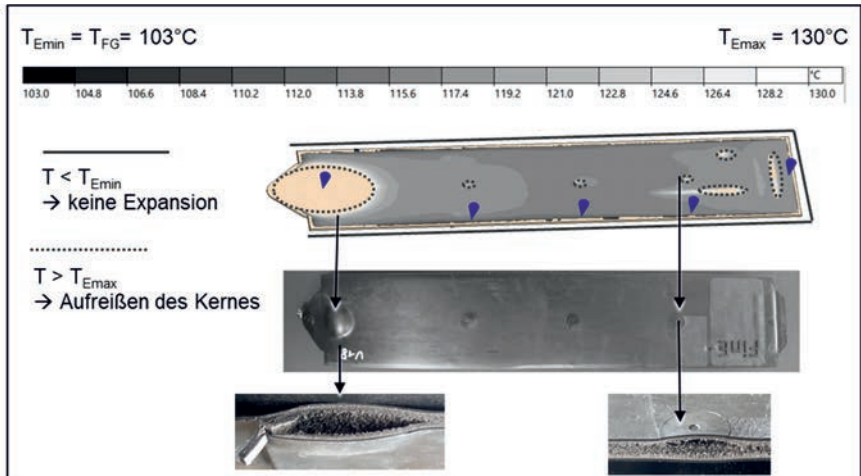 T_Emin = T_FG= 103°C
T_Emax = 130°C
°C
103.0 104.8 106.6 108.4 110.2 112.0 113.8 115.6 117.4 119.2 121.0 122.8 124.6 126.4 128.2 130.0
T < T_Emin
→ keine Expansion
T > T_Emax
→ Aufreißen des Kernes